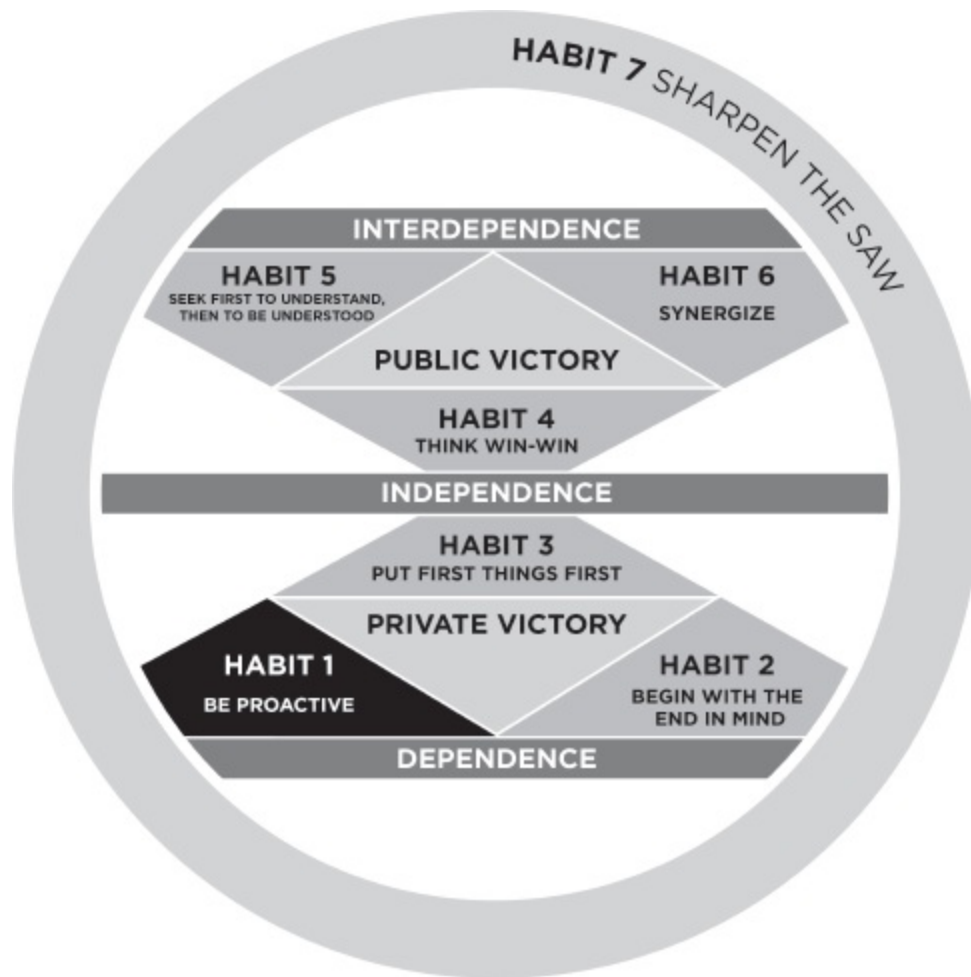 HABIT 7 SHARPEN THE SAW
INTERDEPENDENCE
HABIT 5
SEEK FIRST TO UNDERSTAND,
THEN TO BE UNDERSTOOD
HABIT 6
SYNERGIZE
PUBLIC VICTORY
HABIT 4
THINK WIN-WIN
INDEPENDENCE
HABIT 3
PUT FIRST THINGS FIRST
PRIVATE VICTORY
HABIT 1
BE PROACTIVE
HABIT 2
BEGIN WITH THE
END IN MIND
DEPENDENCE